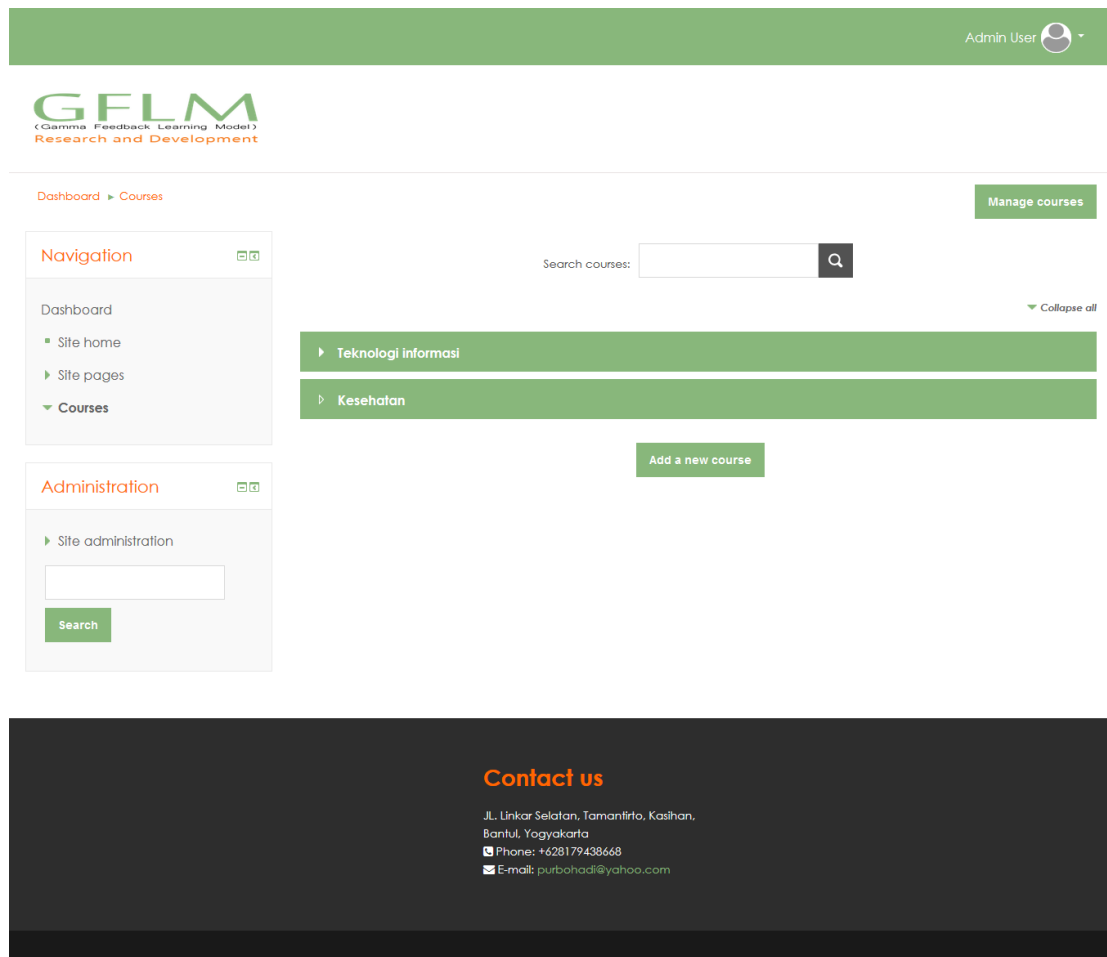 Admin User
GFLM
(Gamma Feedback Learning Model)
Research and Development
Dashboard ► Courses
Manage courses
Navigation
Dashboard
Site home
Site pages
Courses
Administration
Site administration
Search
Search courses:
Collapse all
Teknologi informasi
Kesehatan
Add a new course
Contact us
JL. Linkar Selatan, Tamantirto, Kasihan,
Bantul, Yogyakarta
Phone: +628179438668
E-mail: purbohadi@yahoo.com